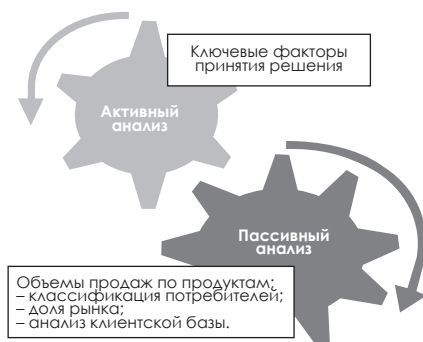 Ключевые факторы
принятия решения
Активный
анализ
Пассивный
анализ
Объемы продаж по продуктам:
– классификация потребителей;
– доля рынка;
– анализ клиентской базы.